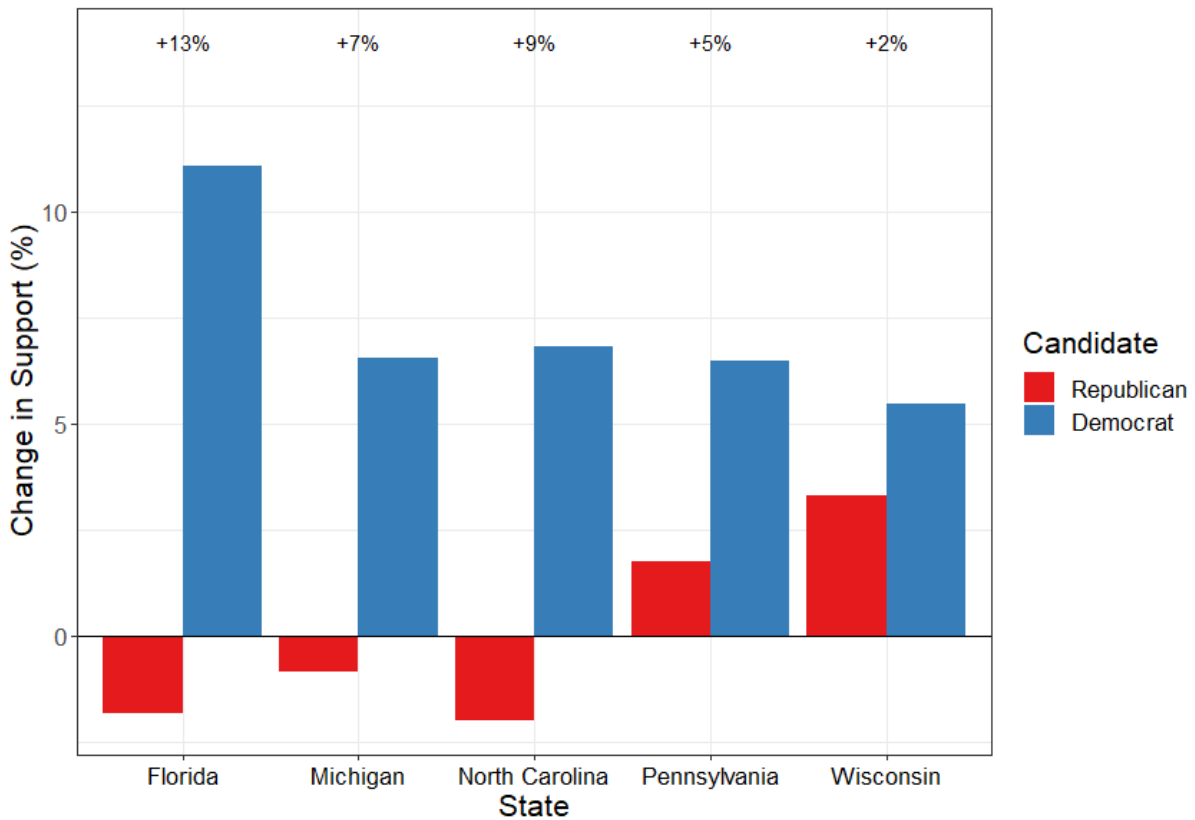 +13% +7% +9% +5% +2%
10
5
0
Change in Support (%)
Florida Michigan North Carolina Pennsylvania Wisconsin
State
Candidate
Republican
Democrat